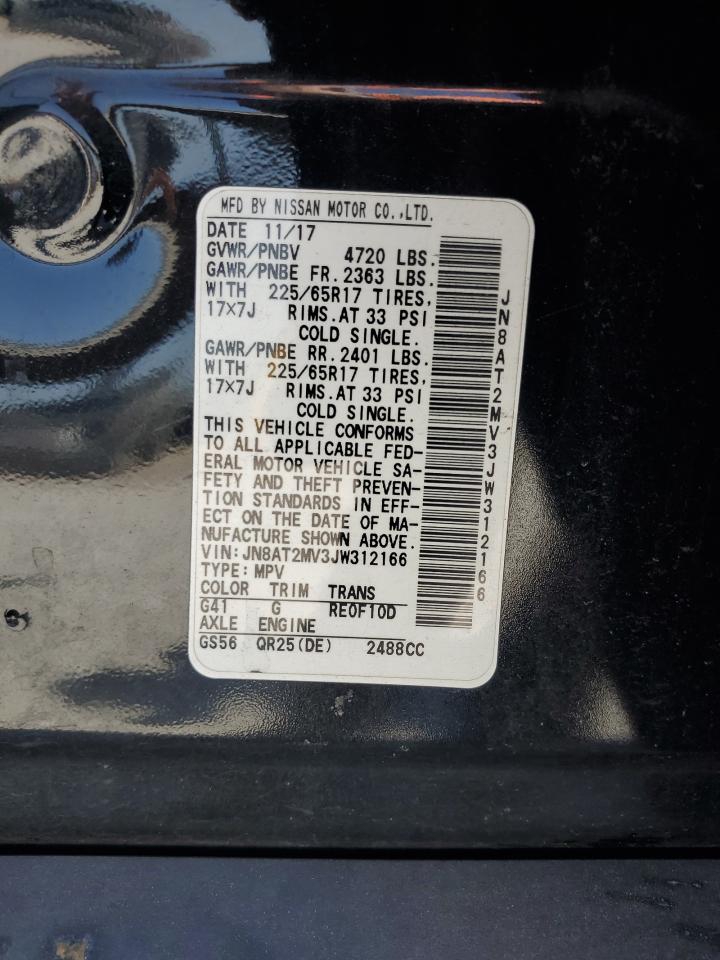 MFD BY NISSAN MOTOR CO.,LTD.
DATE 11/17
GVWR/PNBV 4720 LBS.
GAWR/PNBE FR. 2363 LBS.
WITH 225/65R17 TIRES,
17×7J RIMS. AT 33 PSI
COLD SINGLE.
GAWR/PNBE RR. 2401 LBS.
WITH 225/65R17 TIRES,
17×7J RIMS. AT 33 PSI
COLD SINGLE.
THIS VEHICLE CONFORMS
TO ALL APPLICABLE FED-
ERAL MOTOR VEHICLE SA-
FETY AND THEFT PREVEN-
TION STANDARDS IN EFF-
ECT ON THE DATE OF MA-
NUFACTURE SHOWN ABOVE.
VIN: JN8AT2MV3JW312166
TYPE: MPV
COLOR TRIM TRANS
G41 G RE0F10D
AXLE ENGINE
GS56 QR25(DE) 2488CC
JN8AT2MV3JW312166